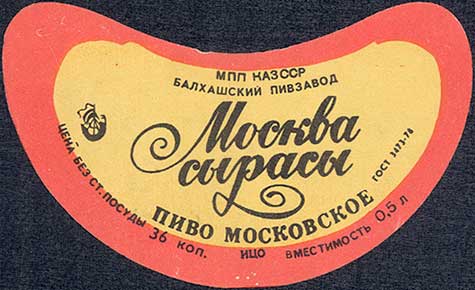 МПП КАЗССР
БАЛХАШСКИЙ ПИВЗАВОД
Москва
сырасы
ПИВО МОСКОВСКОЕ
ГОСТ 3473-78
ЦЕНА БЕЗ СТ. ПОСУДЫ 36 КОП. ИЦО ВМЕСТИМОСТЬ 0,5 Л